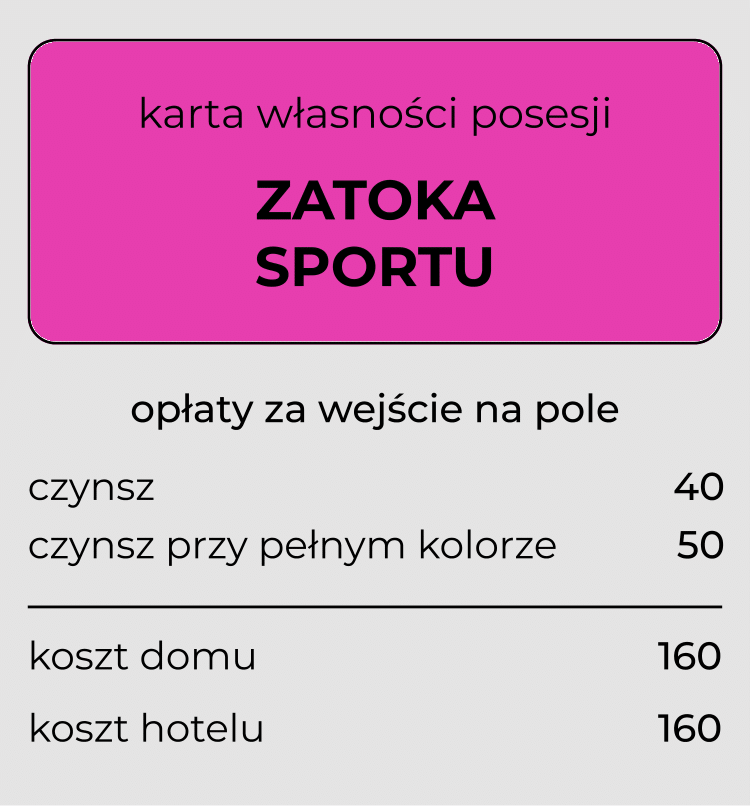 karta własności posesji
ZATOKA
SPORTU
opłaty za wejście na pole
czynsz 40
czynsz przy pełnym kolorze 50
koszt domu 160
koszt hotelu 160